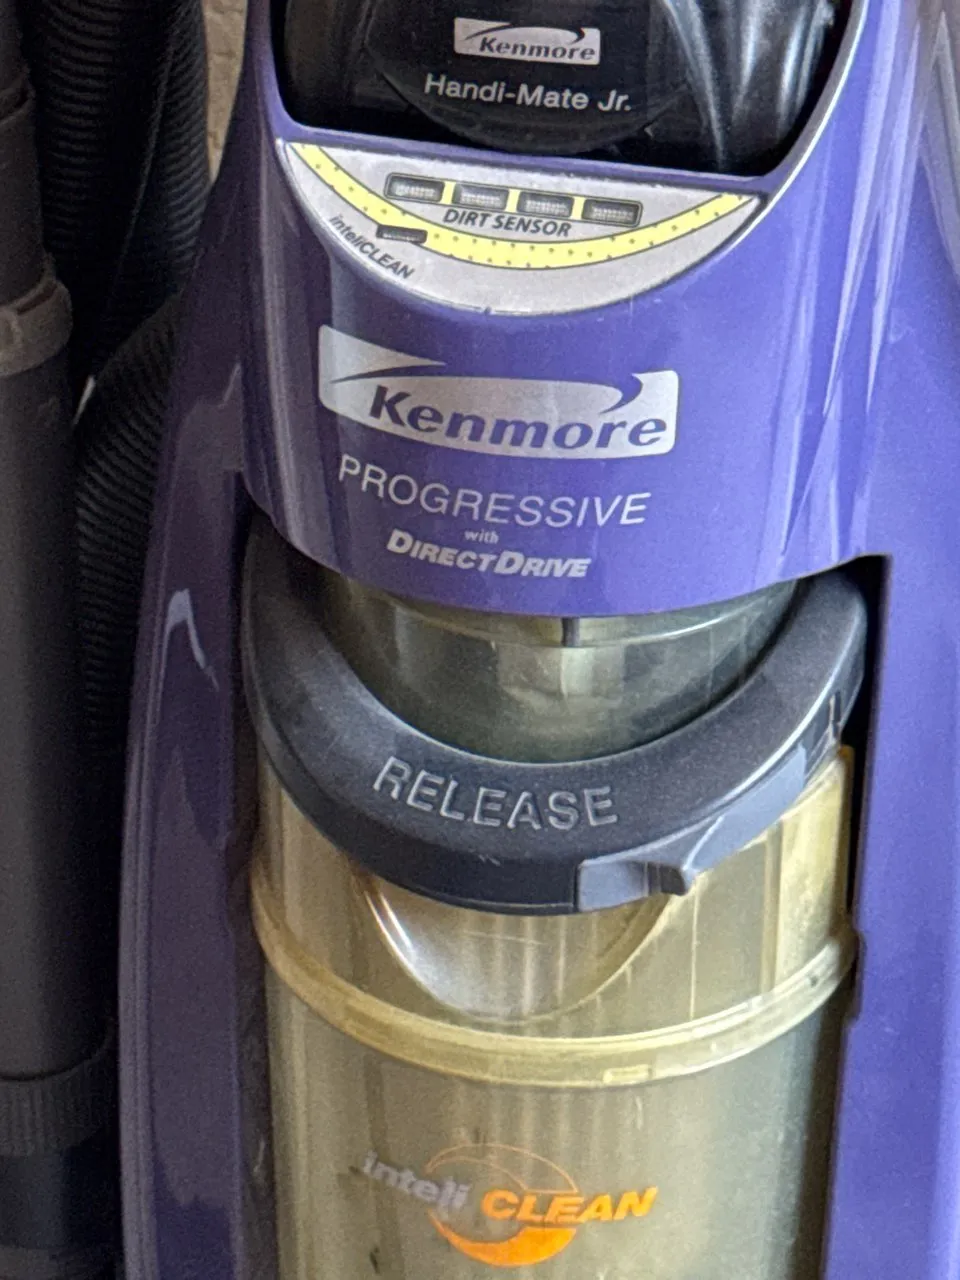 Kenmore
Handi-Mate Jr.
DIRT SENSOR
inteliCLEAN
Kenmore
PROGRESSIVE
with
DIRECTDRIVE
RELEASE
inteli CLEAN